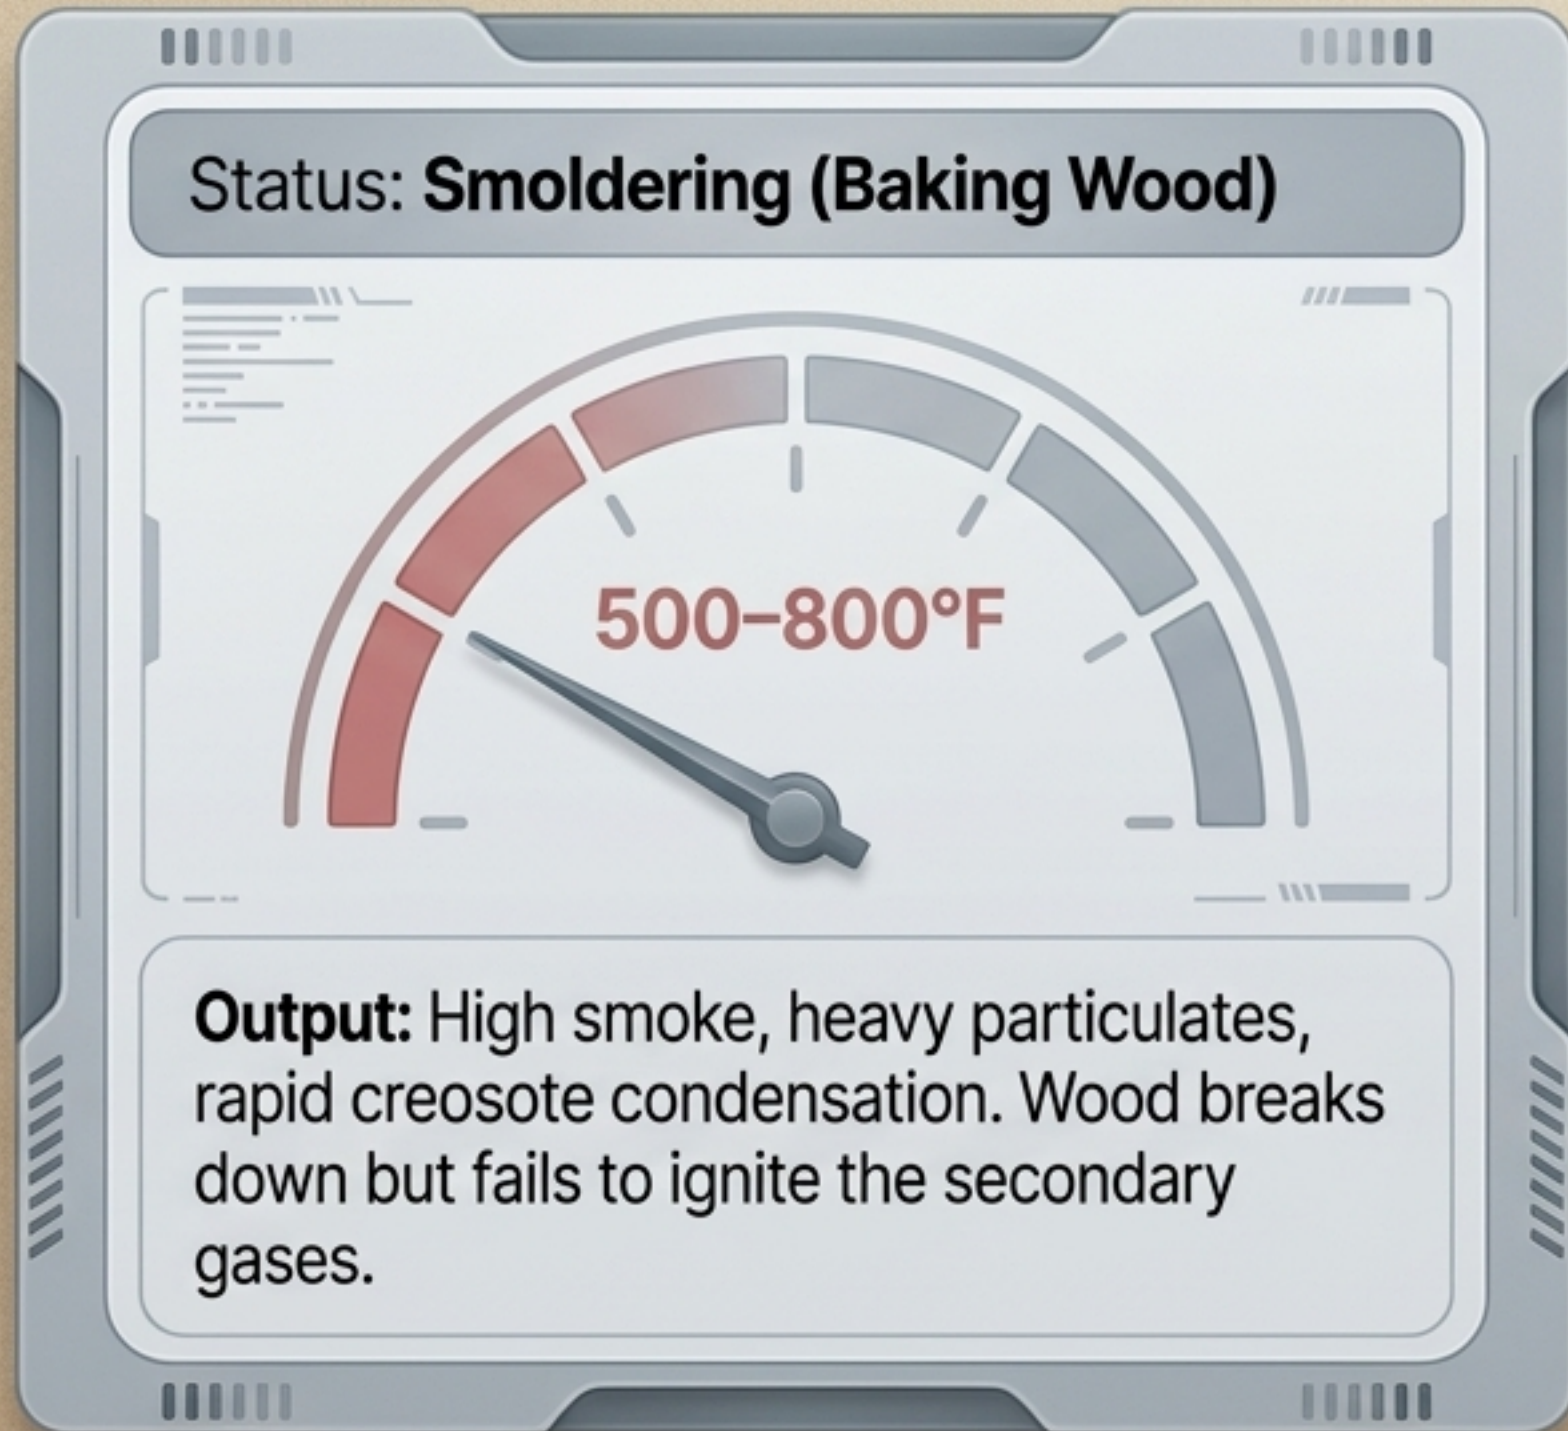 Status: Smoldering (Baking Wood)
500–800°F
Output: High smoke, heavy particulates,
rapid creosote condensation. Wood breaks
down but fails to ignite the secondary
gases.